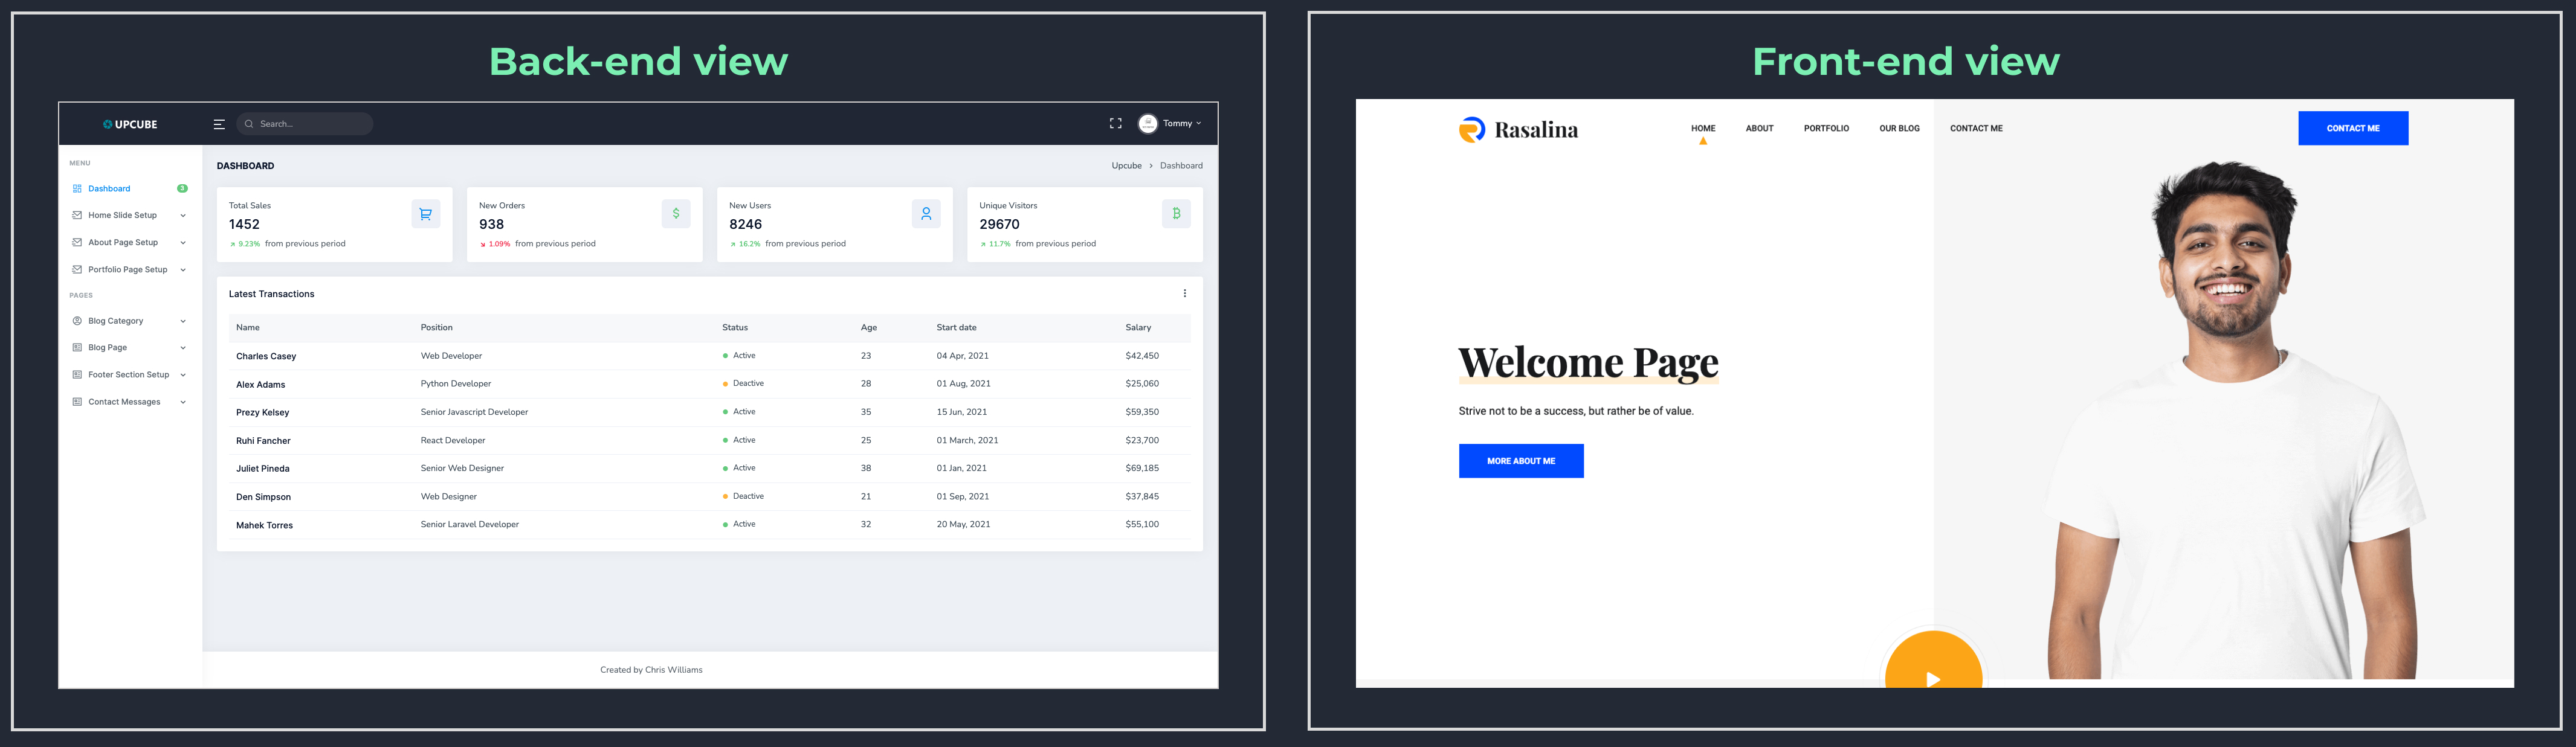 Back-end view
UPCUBE
Search...
Tommy
MENU
Dashboard 3
Home Slide Setup
About Page Setup
Portfolio Page Setup
PAGES
Blog Category
Blog Page
Footer Section Setup
Contact Messages
DASHBOARD
Upcube > Dashboard
Total Sales
1452
9.23% from previous period
New Orders
938
1.09% from previous period
New Users
8246
16.2% from previous period
Unique Visitors
29670
11.7% from previous period
Latest Transactions
Name Position Status Age Start date Salary
Charles Casey Web Developer Active 23 04 Apr, 2021 $42,450
Alex Adams Python Developer Deactive 28 01 Aug, 2021 $25,060
Prezy Kelsey Senior Javascript Developer Active 35 15 Jun, 2021 $59,350
Ruhi Fancher React Developer Active 25 01 March, 2021 $23,700
Juliet Pineda Senior Web Designer Active 38 01 Jan, 2021 $69,185
Den Simpson Web Designer Deactive 21 01 Sep, 2021 $37,845
Mahek Torres Senior Laravel Developer Active 32 20 May, 2021 $55,100
Created by Chris Williams
Front-end view
Rasalina
HOME ABOUT PORTFOLIO OUR BLOG CONTACT ME
CONTACT ME
Welcome Page
Strive not to be a success, but rather be of value.
MORE ABOUT ME